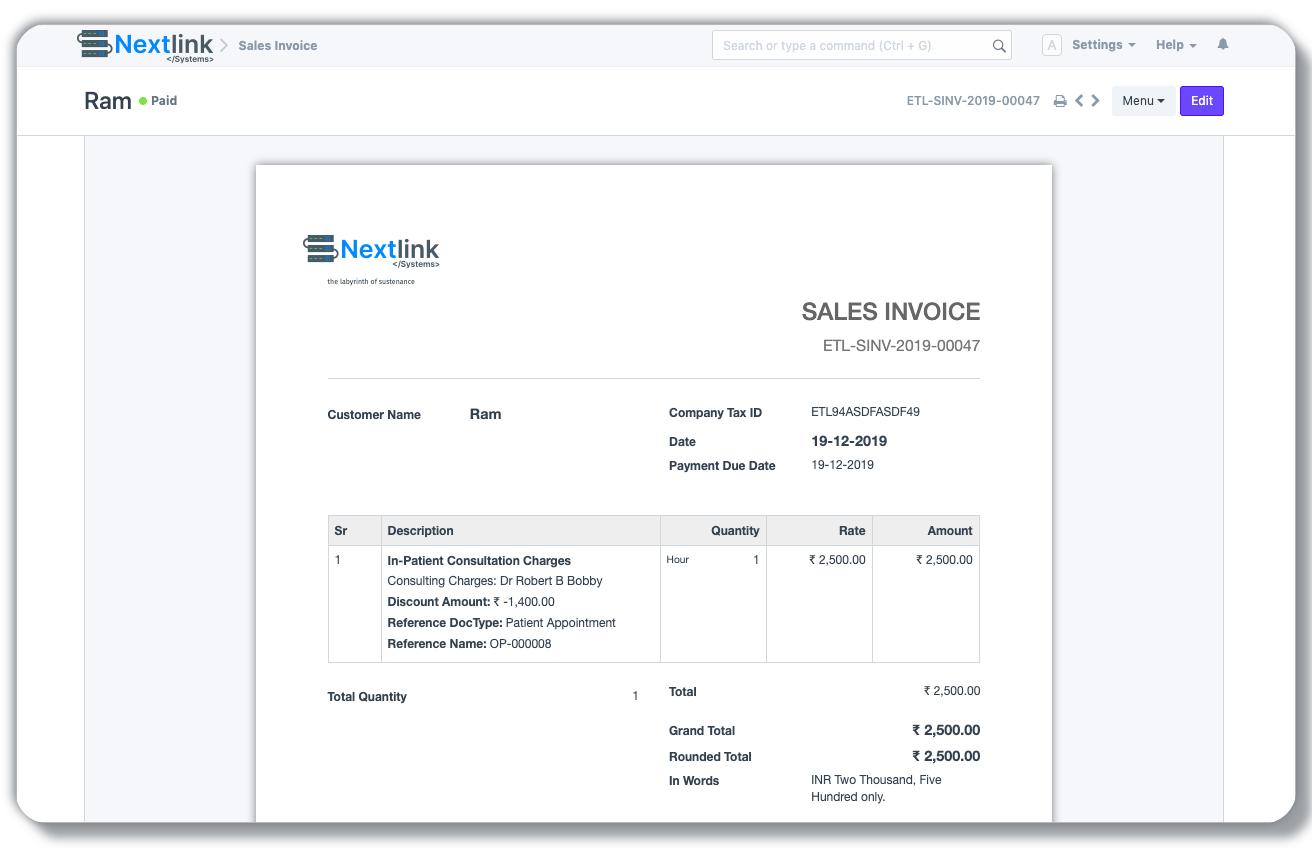 Nextlink
</Systems>
Sales Invoice
Search or type a command (Ctrl + G)
A
Settings
Help
Ram
Paid
ETL-SINV-2019-00047
Menu
Edit
Nextlink
</Systems>
the labyrinth of sustenance
SALES INVOICE
ETL-SINV-2019-00047
Customer Name Ram
Company Tax ID ETL94ASDFASDF49
Date 19-12-2019
Payment Due Date 19-12-2019
Sr Description Quantity Rate Amount
1 In-Patient Consultation Charges Hour 1 ₹ 2,500.00 ₹ 2,500.00
Consulting Charges: Dr Robert B Bobby
Discount Amount: ₹ -1,400.00
Reference DocType: Patient Appointment
Reference Name: OP-000008
Total Quantity 1
Total ₹ 2,500.00
Grand Total ₹ 2,500.00
Rounded Total ₹ 2,500.00
In Words INR Two Thousand, Five
Hundred only.